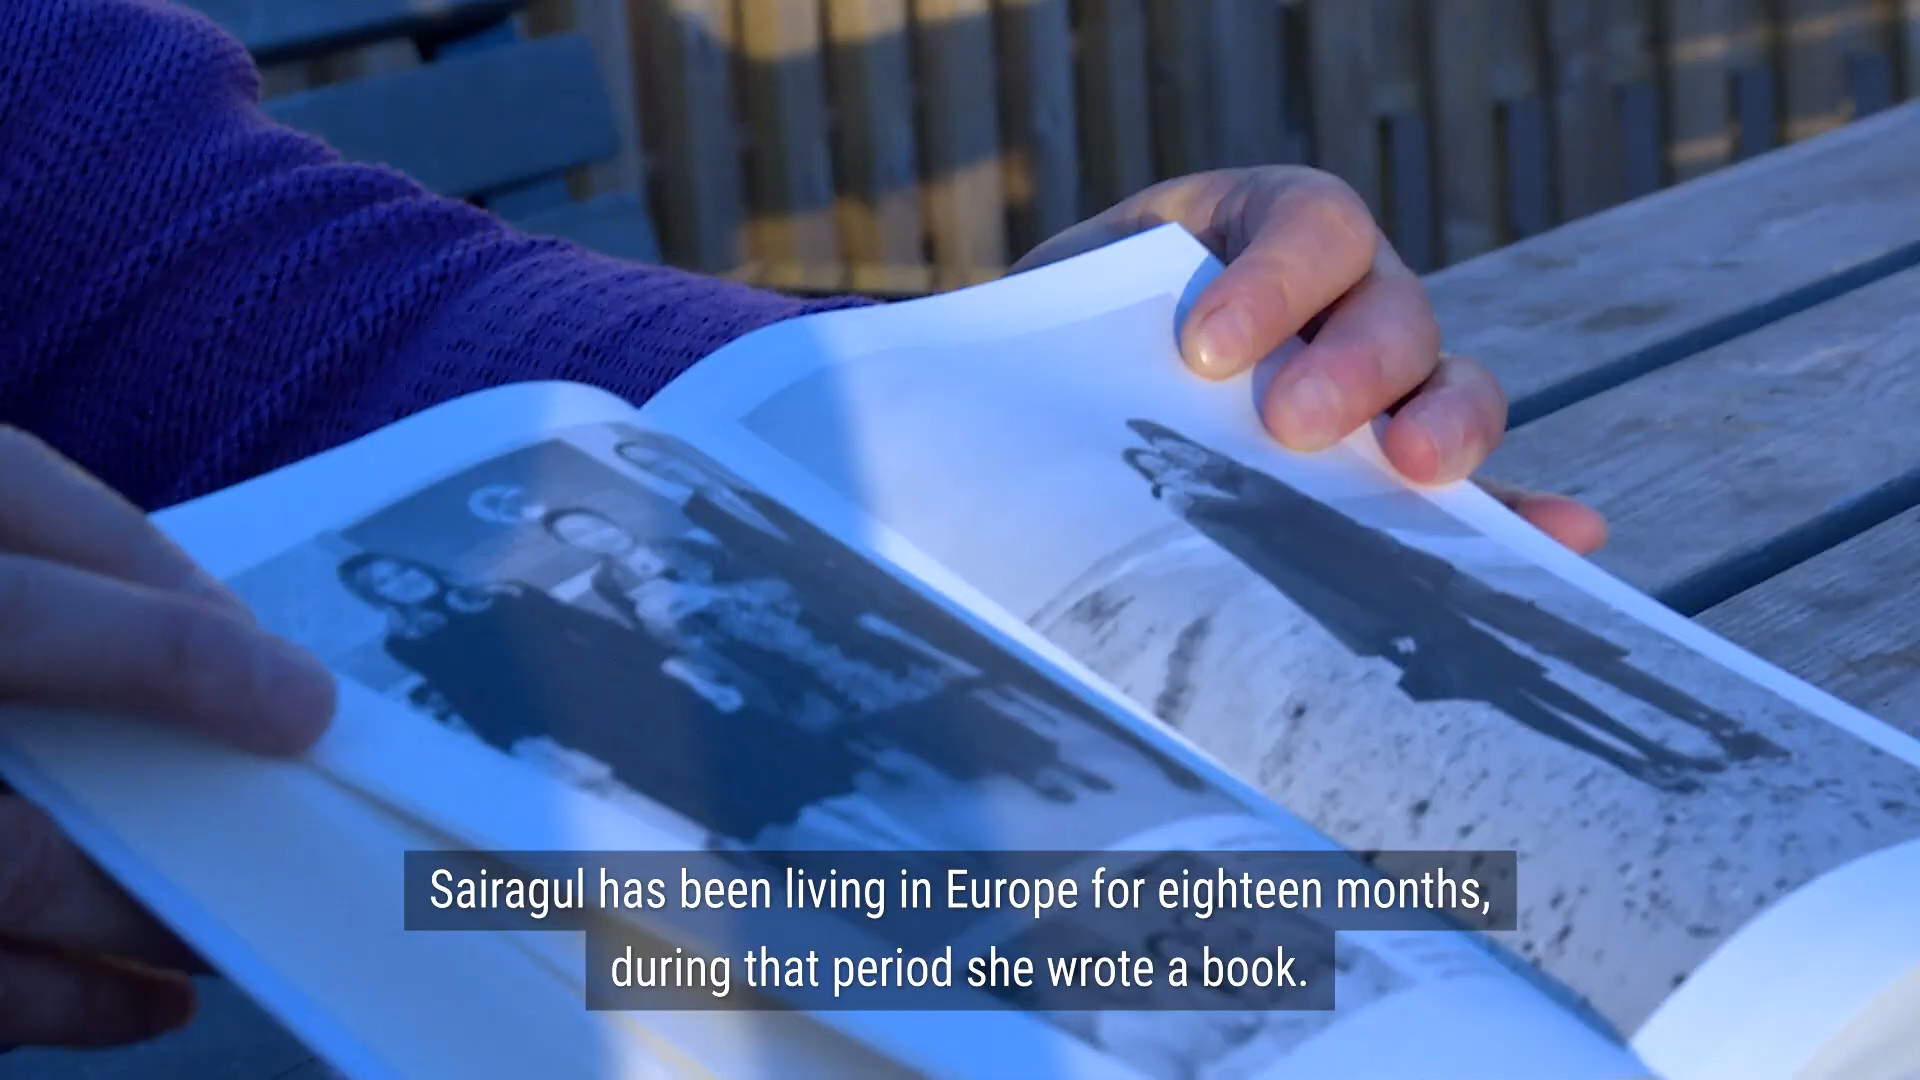 Sairagul has been living in Europe for eighteen months,
during that period she wrote a book.